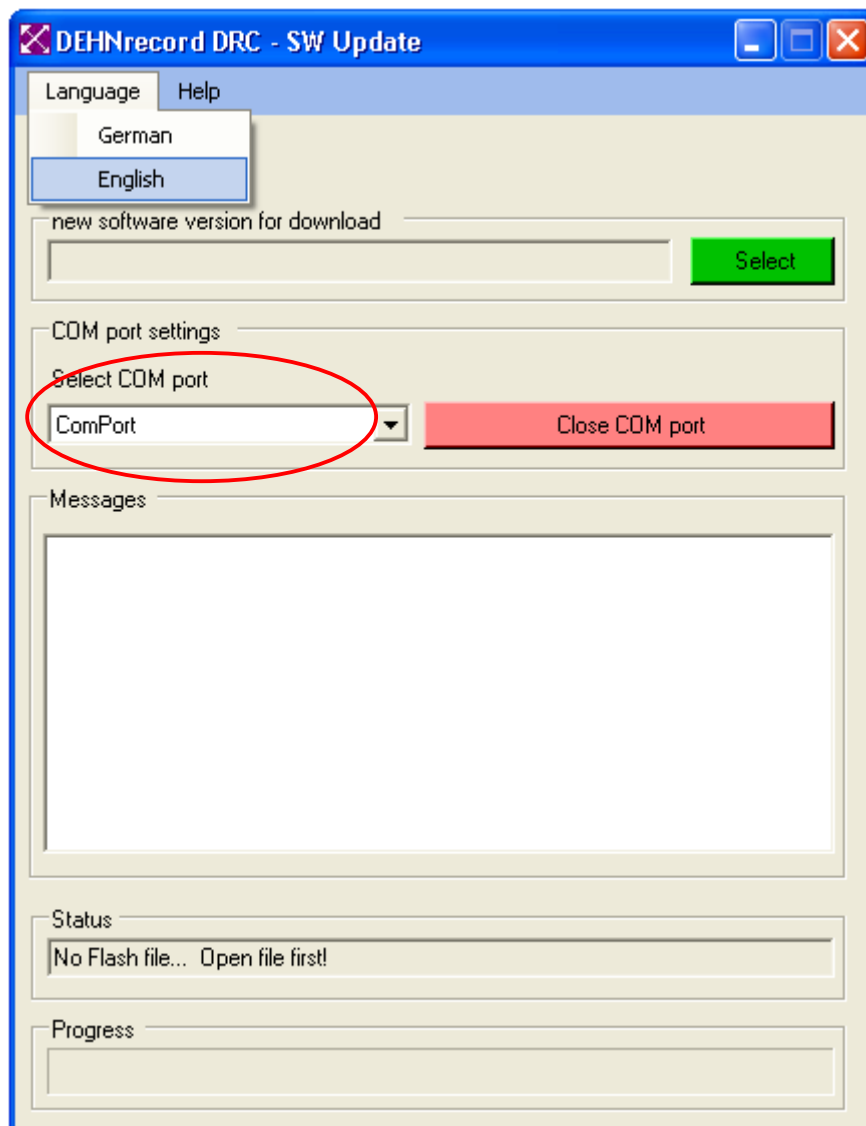 DEHNrecord DRC - SW Update
Language Help
German
English
new software version for download
Select
COM port settings
Select COM port
ComPort
Close COM port
Messages
Status
No Flash file... Open file first!
Progress